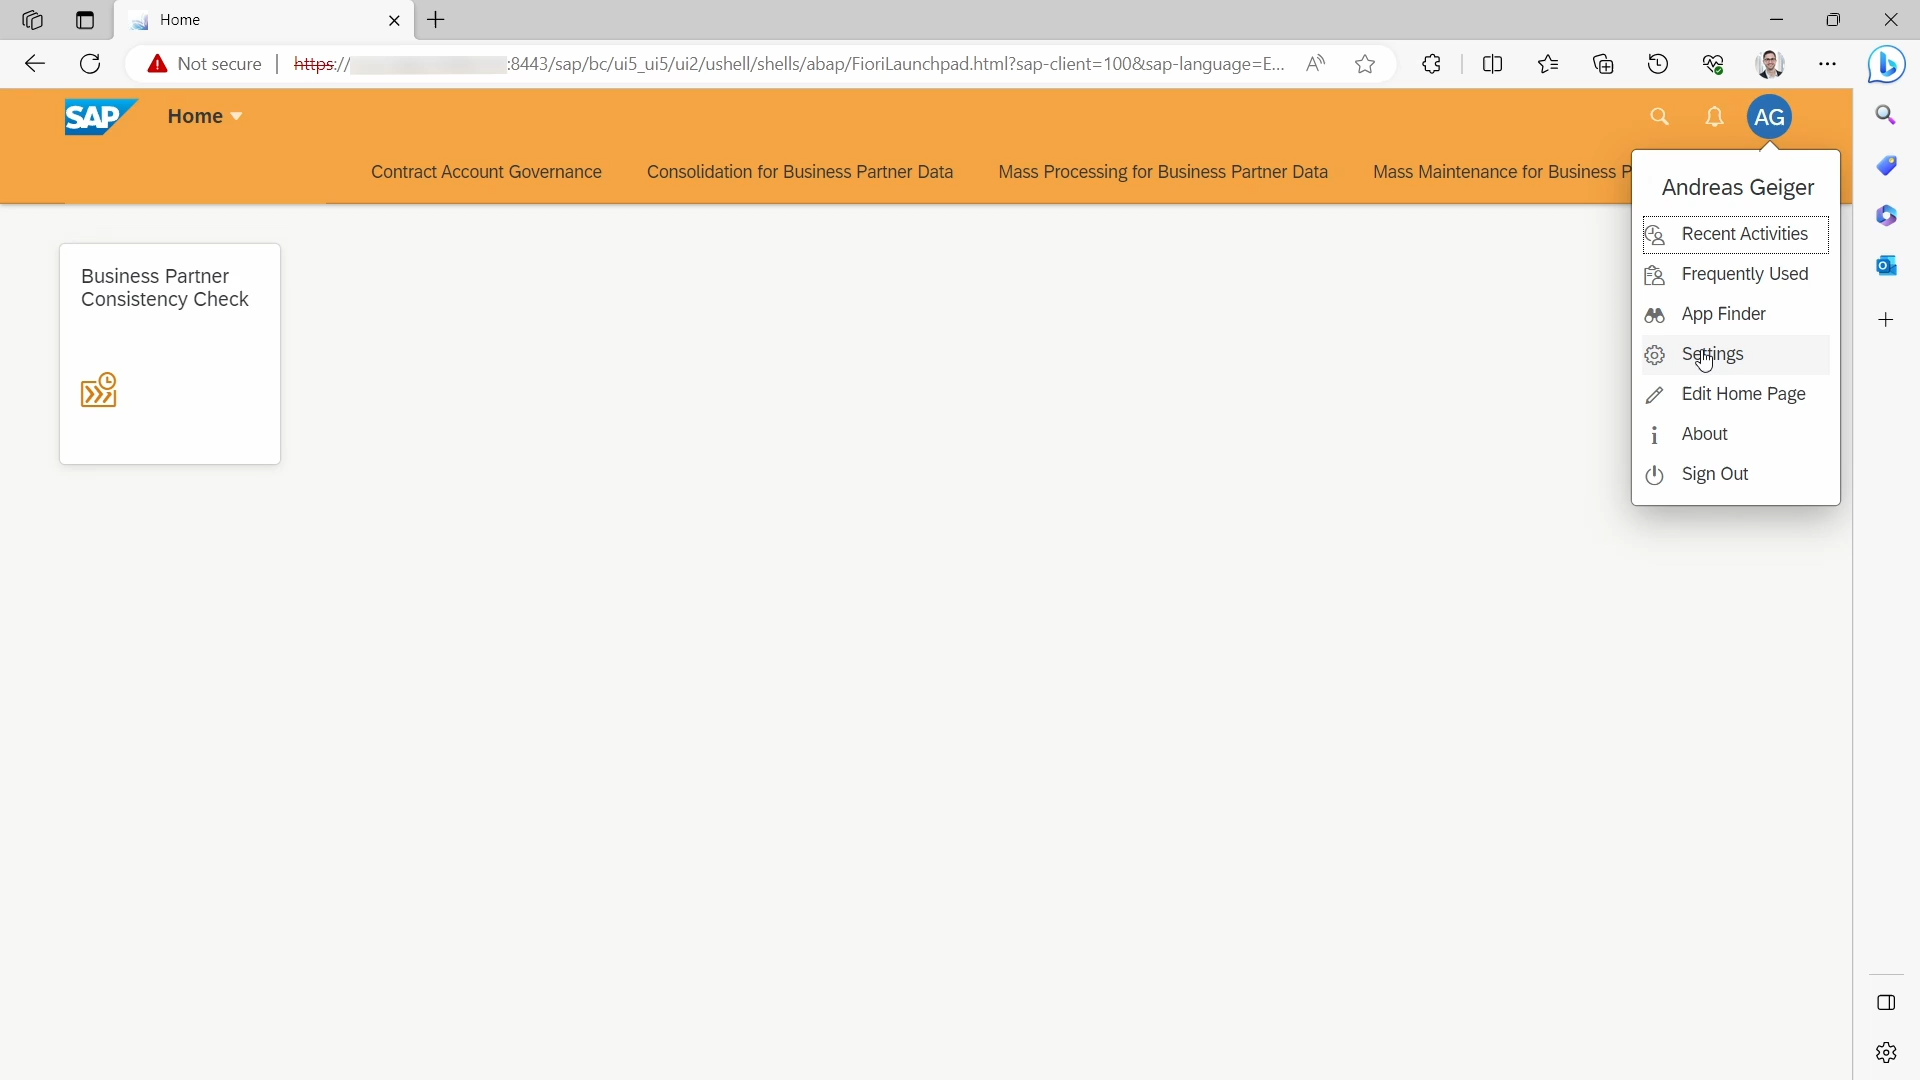 Home
Not secure
https://
:8443/sap/bc/ui5_ui5/ui2/ushell/shells/abap/FioriLaunchpad.html?sap-client=100&sap-language=E...
SAP
Home
AG
Contract Account Governance
Consolidation for Business Partner Data
Mass Processing for Business Partner Data
Mass Maintenance for Business P
Andreas Geiger
Recent Activities
Frequently Used
App Finder
Settings
Edit Home Page
About
Sign Out
Business Partner
Consistency Check